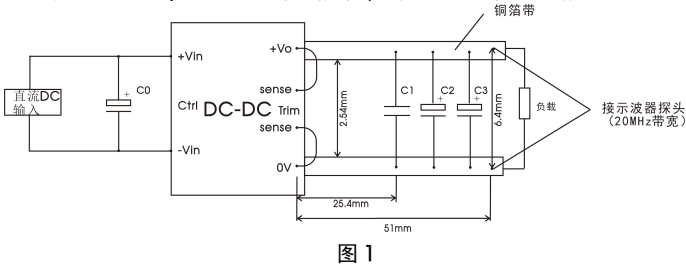 铜箔带
+Vin
+Vo
直流DC
输入
C0
+
sense
Ctrl
DC-DC
Trim
sense
-Vin
0V
2.54mm
C1
C2
+
C3
+
6.4mm
负载
接示波器探头
(20MHz带宽)
25.4mm
51mm
图1